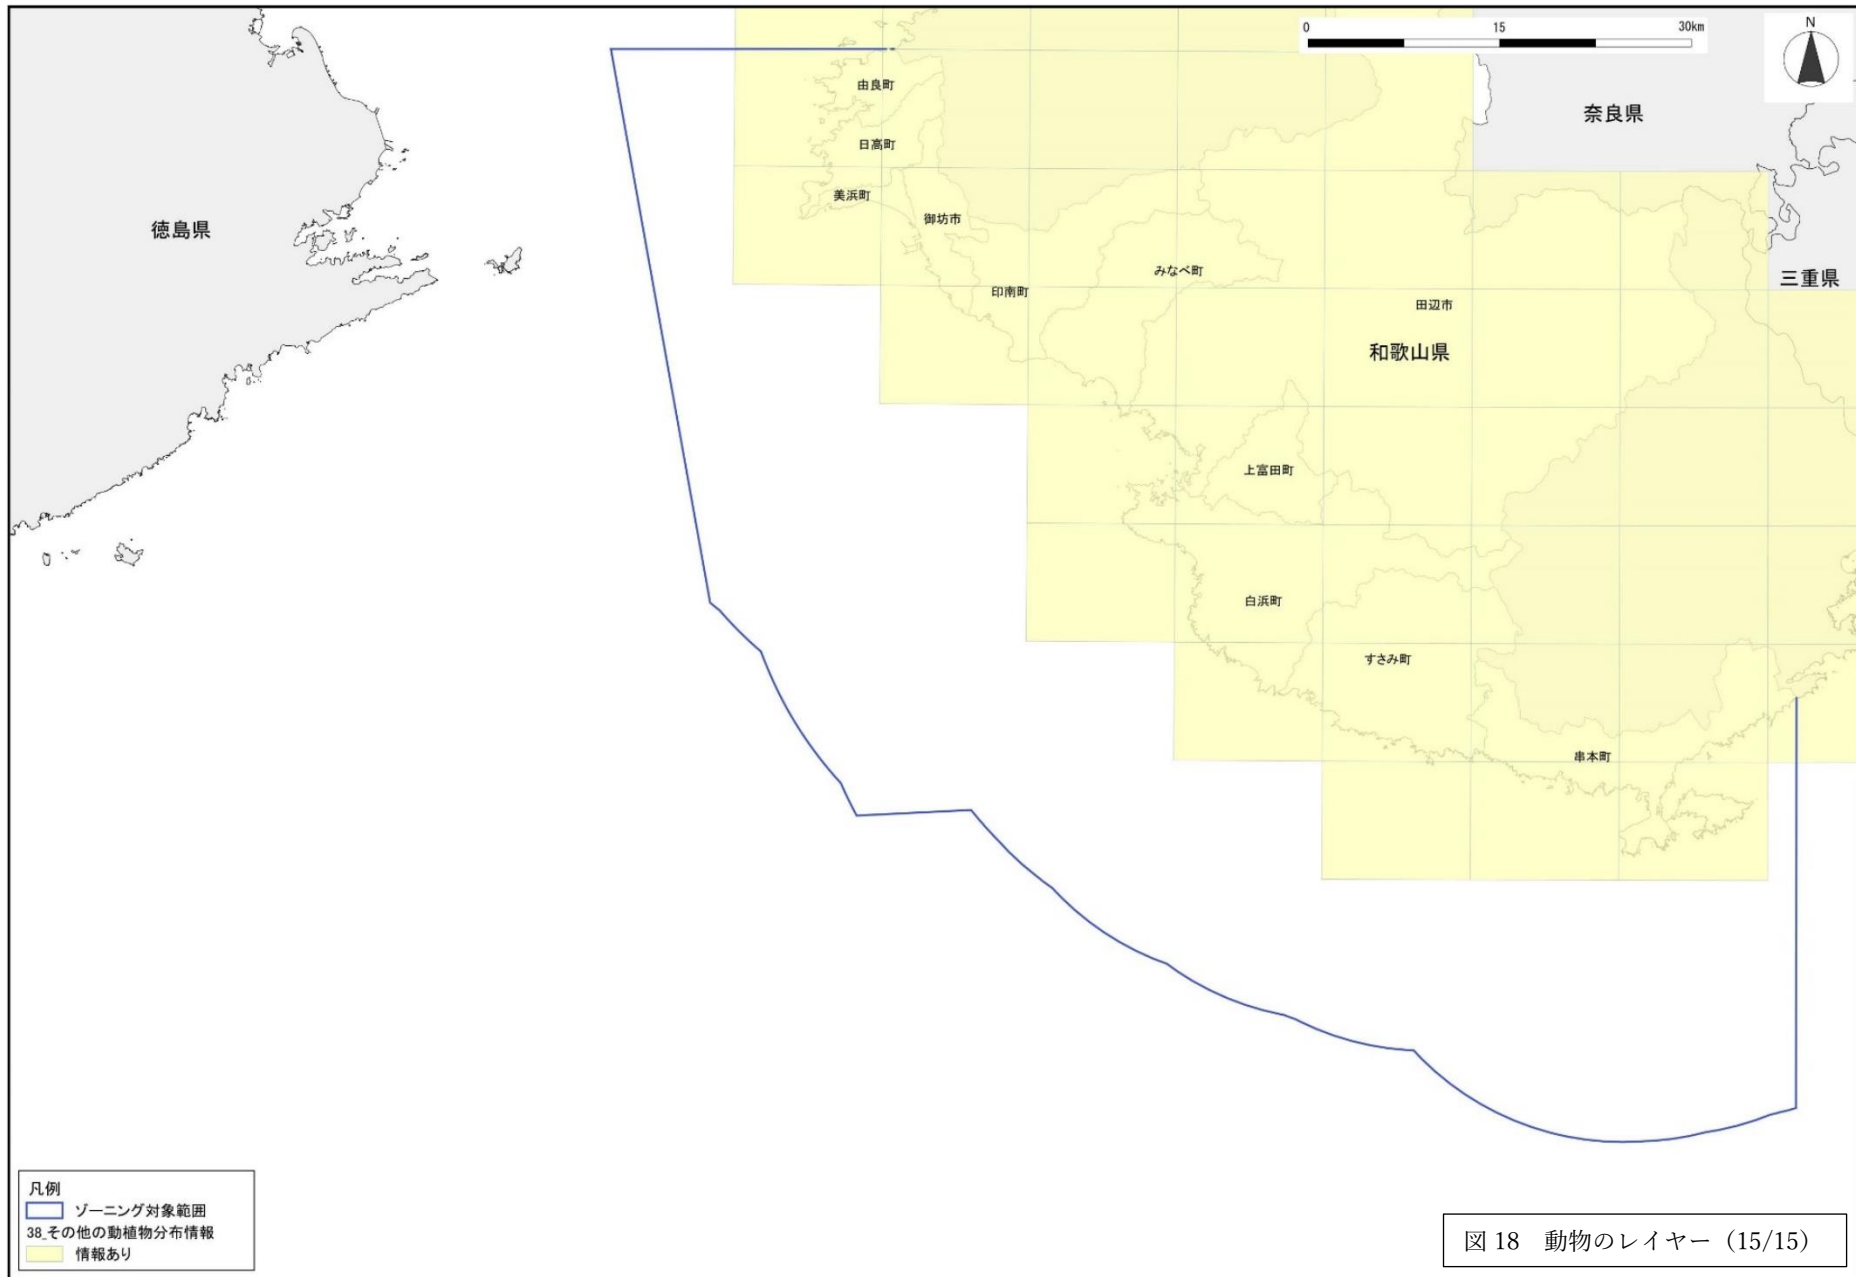 0 15 30km
N
由良町
奈良県
日高町
美浜町
御坊市
徳島県
みなべ町
三重県
印南町
田辺市
和歌山県
上富田町
白浜町
すさみ町
串本町
凡例
ゾーニング対象範囲
38_その他の動植物分布情報
情報あり
図 18 動物のレイヤー（15/15）